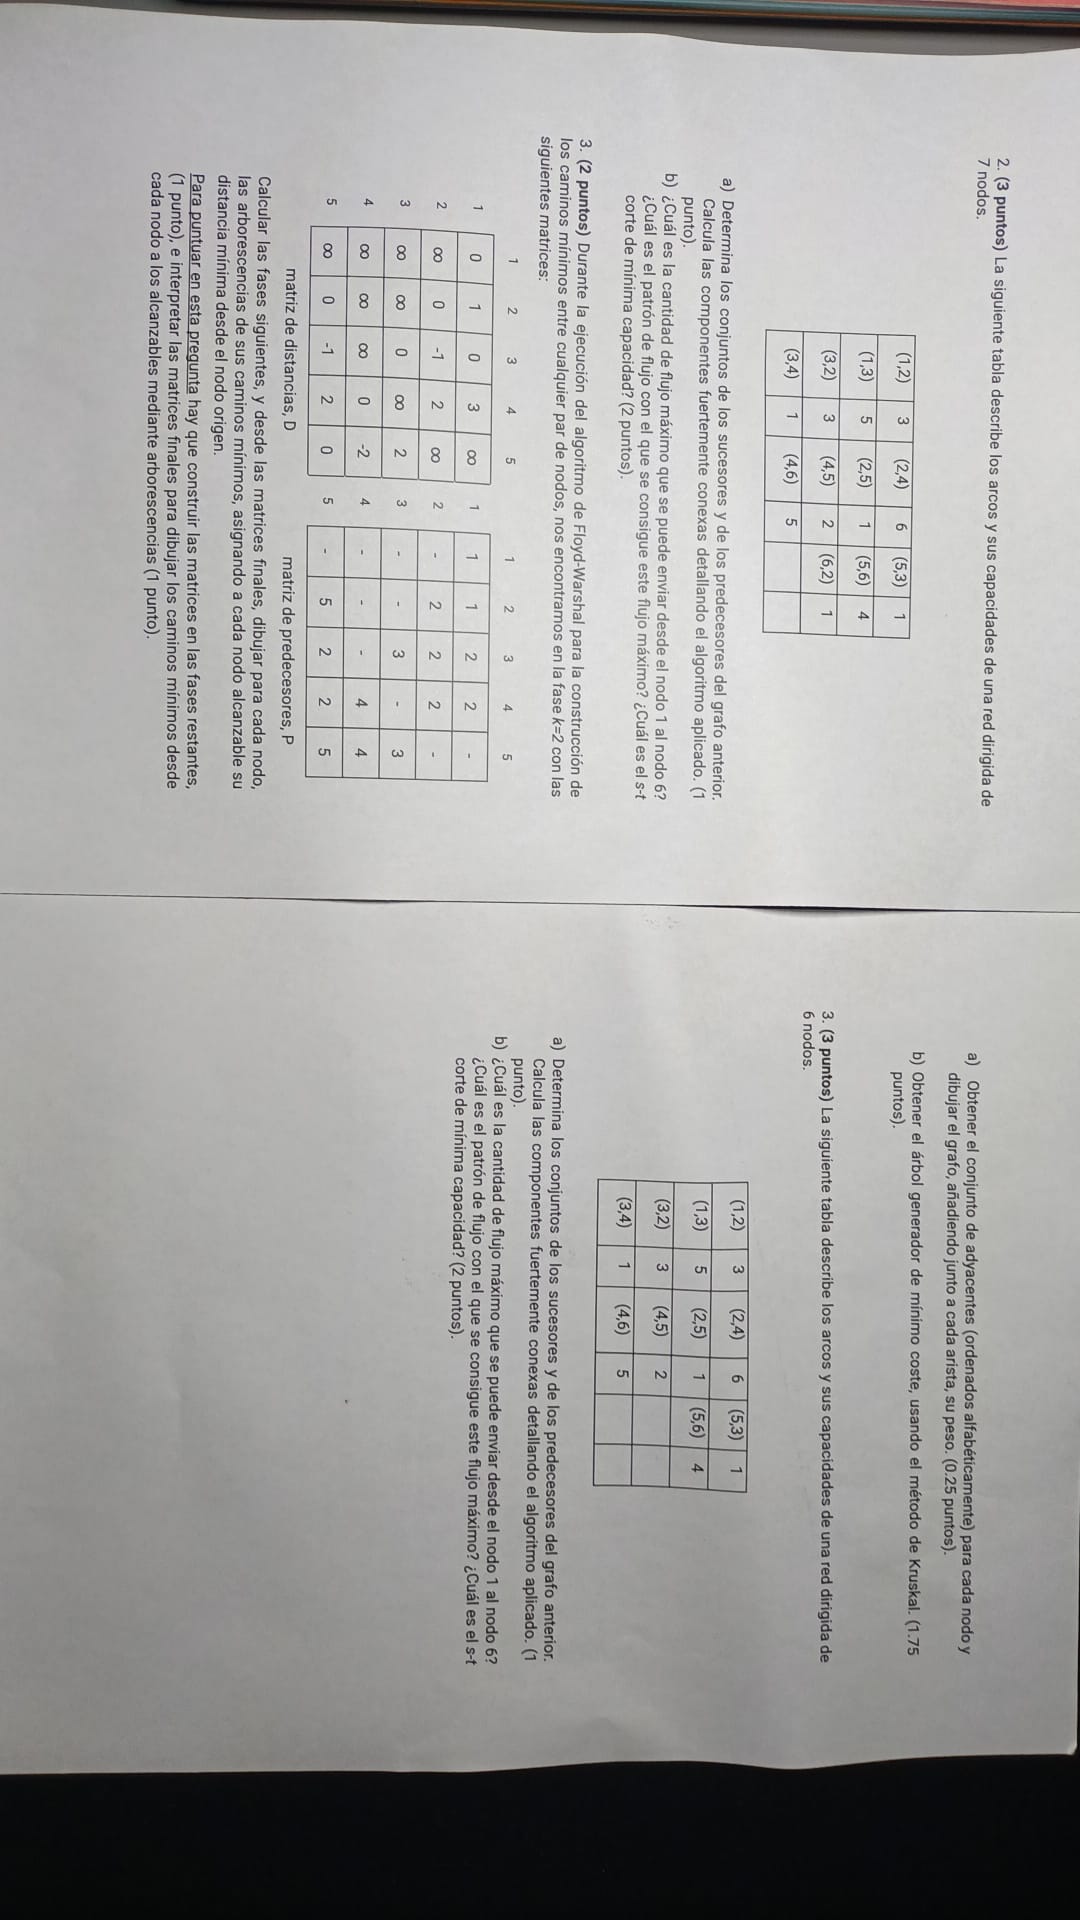 2. (3 puntos) La siguiente tabla describe los arcos y sus capacidades de una red dirigida de
7 nodos.
(1,2) 3 (2,4) 6 (5,3) 1
(1,3) 5 (2,5) 1 (5,6) 4
(3,2) 3 (4,5) 2 (6,2) 1
(3,4) 1 (4,6) 5
a) Determina los conjuntos de los sucesores y de los predecesores del grafo anterior.
Calcula las componentes fuertemente conexas detallando el algoritmo aplicado. (1
punto).
b) ¿Cuál es la cantidad de flujo máximo que se puede enviar desde el nodo 1 al nodo 6?
¿Cuál es el patrón de flujo con el que se consigue este flujo máximo? ¿Cuál es el s-t
corte de mínima capacidad? (2 puntos).
3. (2 puntos) Durante la ejecución del algoritmo de Floyd-Warshal para la construcción de
los caminos mínimos entre cualquier par de nodos, nos encontramos en la fase k=2 con las
siguientes matrices:
1 2 3 4 5
1 0 1 0 3 ∞
2 ∞ 0 -1 2 ∞
3 ∞ ∞ 0 ∞ 2
4 ∞ ∞ ∞ 0 -2
5 ∞ 0 -1 2 0
matriz de distancias, D
1 2 3 4 5
1 1 1 2 2 -
2 - 2 2 2 -
3 - - 3 - 3
4 - - - 4 4
5 - 5 2 2 5
matriz de predecesores, P
Calcular las fases siguientes, y desde las matrices finales, dibujar para cada nodo,
las arborescencias de sus caminos mínimos, asignando a cada nodo alcanzable su
distancia mínima desde el nodo origen.
Para puntuar en esta pregunta hay que construir las matrices en las fases restantes,
(1 punto), e interpretar las matrices finales para dibujar los caminos mínimos desde
cada nodo a los alcanzables mediante arborescencias (1 punto).
a) Obtener el conjunto de adyacentes (ordenados alfabéticamente) para cada nodo y
dibujar el grafo, añadiendo junto a cada arista, su peso. (0.25 puntos).
b) Obtener el árbol generador de mínimo coste, usando el método de Kruskal. (1.75
puntos).
3. (3 puntos) La siguiente tabla describe los arcos y sus capacidades de una red dirigida de
6 nodos.
(1,2) 3 (2,4) 6 (5,3) 1
(1,3) 5 (2,5) 1 (5,6) 4
(3,2) 3 (4,5) 2
(3,4) 1 (4,6) 5
a) Determina los conjuntos de los sucesores y de los predecesores del grafo anterior.
Calcula las componentes fuertemente conexas detallando el algoritmo aplicado. (1
punto).
b) ¿Cuál es la cantidad de flujo máximo que se puede enviar desde el nodo 1 al nodo 6?
¿Cuál es el patrón de flujo con el que se consigue este flujo máximo? ¿Cuál es el s-t
corte de mínima capacidad? (2 puntos).